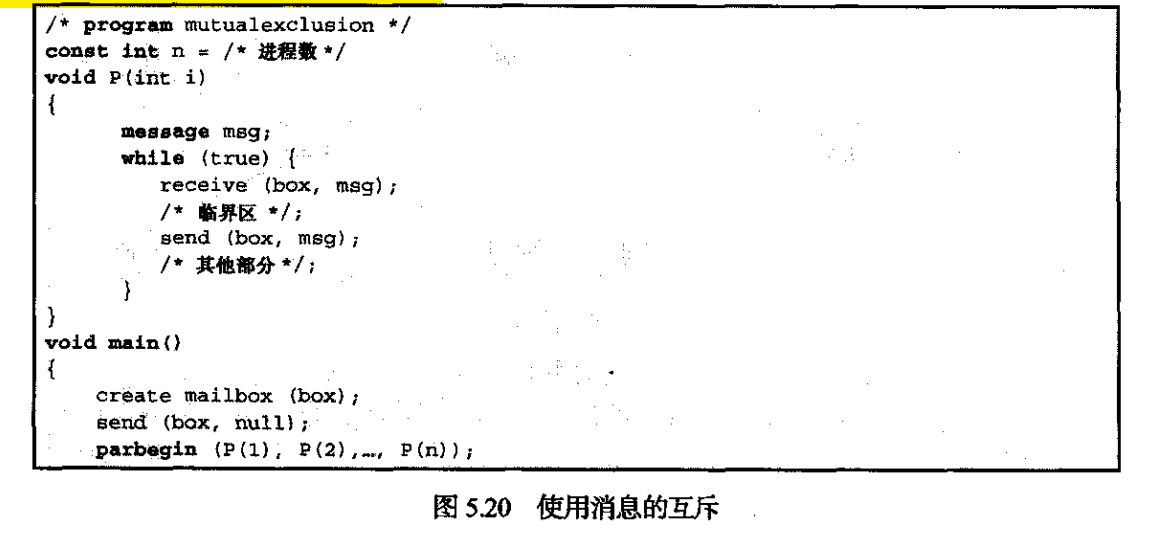 /* program mutualexclusion */
const int n = /* 进程数 */
void P(int i)
{
message msg;
while (true) {
receive (box, msg);
/* 临界区 */;
send (box, msg);
/* 其他部分 */;
}
}
void main()
{
create mailbox (box);
send (box, null);
parbegin (P(1), P(2),…, P(n));
图 5.20 使用消息的互斥